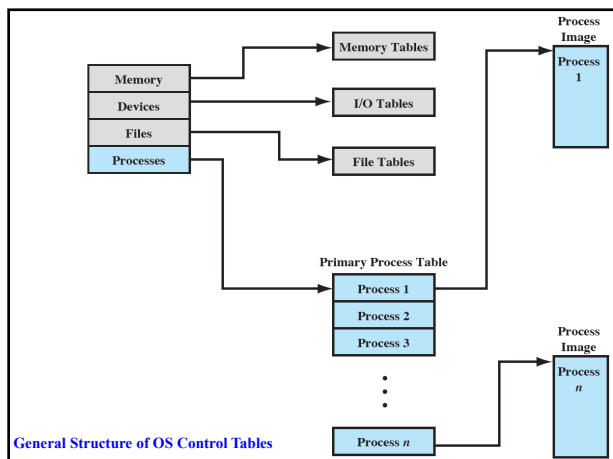 Process
Image
Memory Tables
Process
1
Memory
Devices
I/O Tables
Files
Processes
File Tables
Primary Process Table
Process 1
Process 2
Process 3
Process
Image
Process
n
Process n
General Structure of OS Control Tables